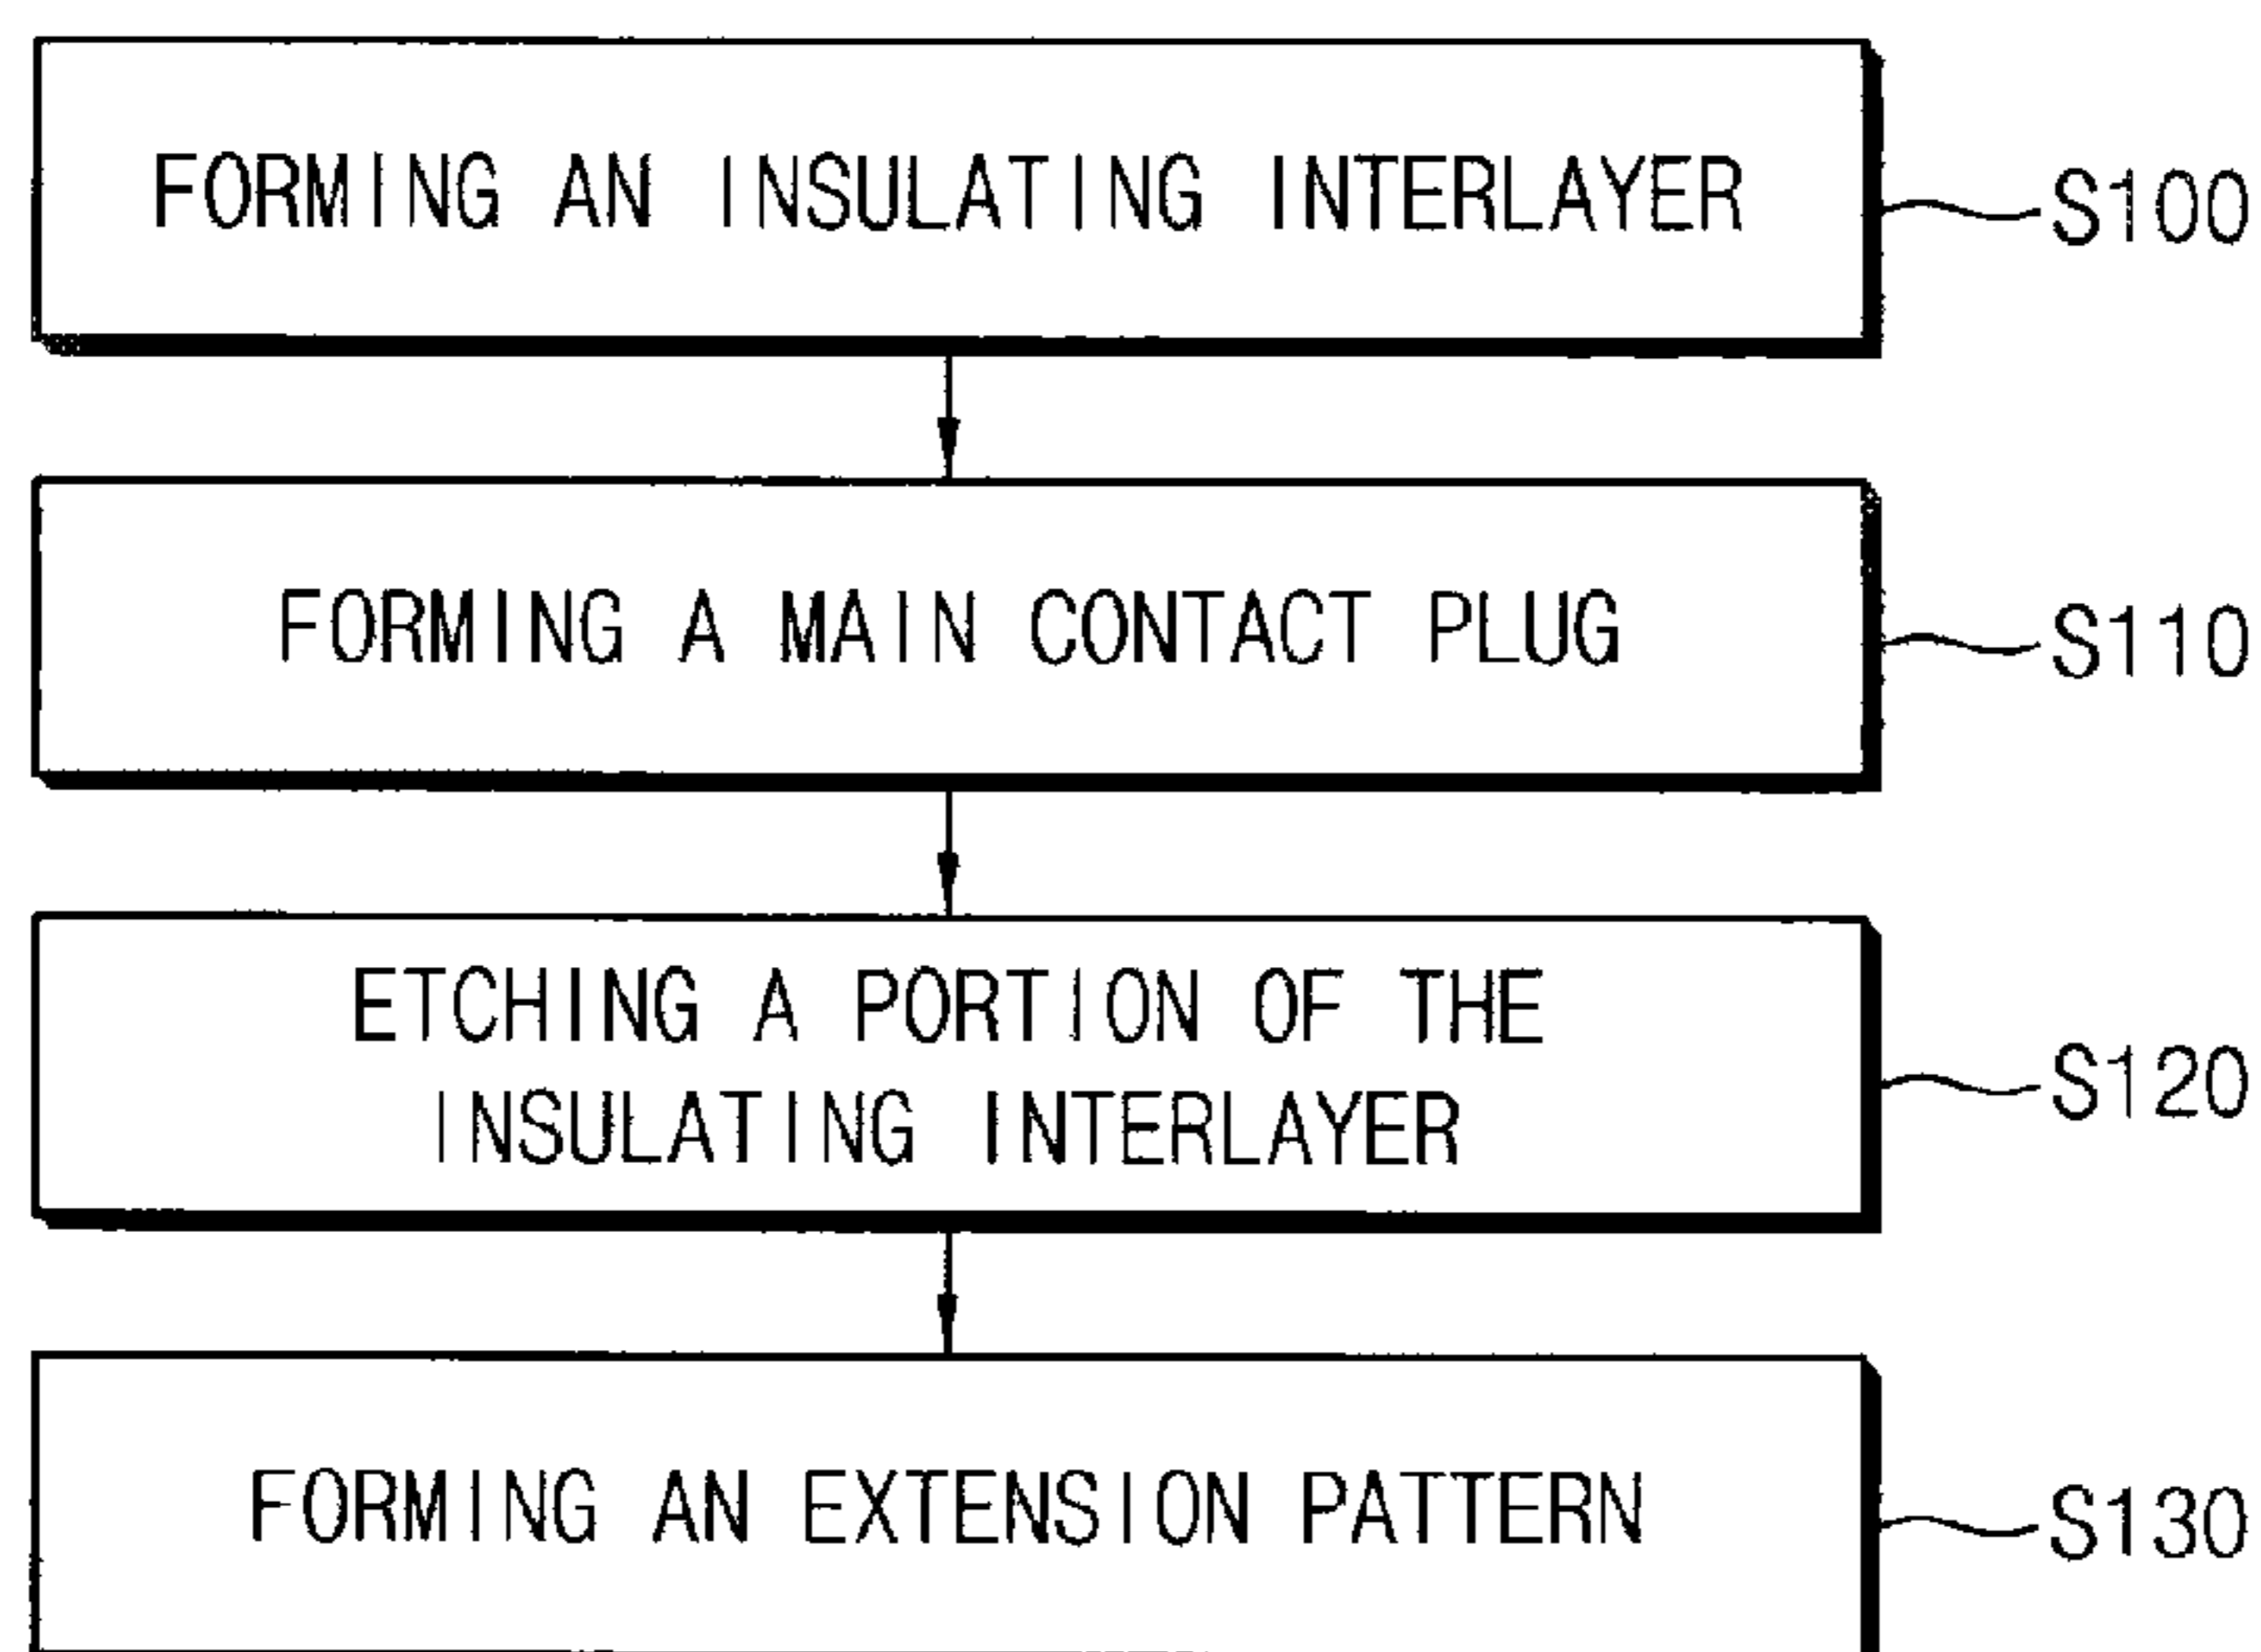 FORMING AN INSULATING INTERLAYER
S100
FORMING A MAIN CONTACT PLUG
S110
ETCHING A PORTION OF THE
INSULATING INTERLAYER
S120
FORMING AN EXTENSION PATTERN
S130